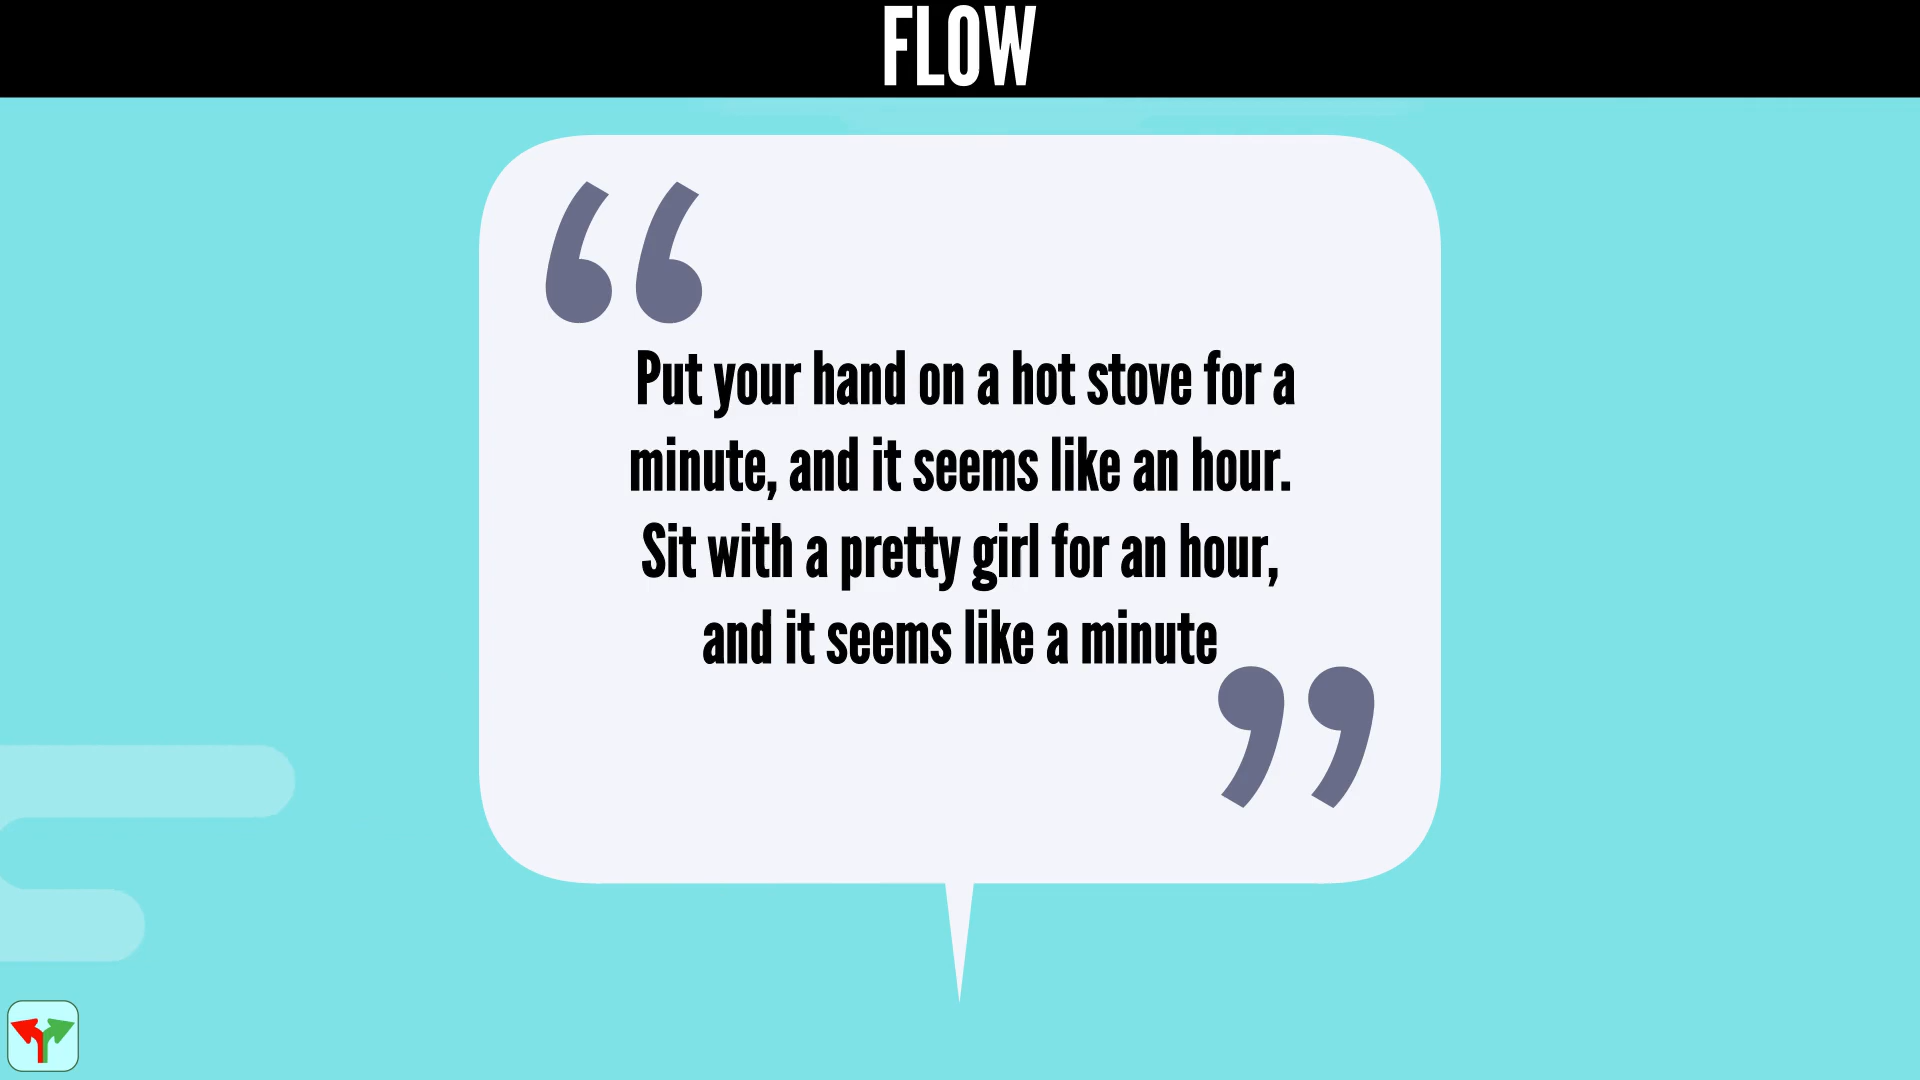 FLOW
“
Put your hand on a hot stove for a
minute, and it seems like an hour.
Sit with a pretty girl for an hour,
and it seems like a minute
”